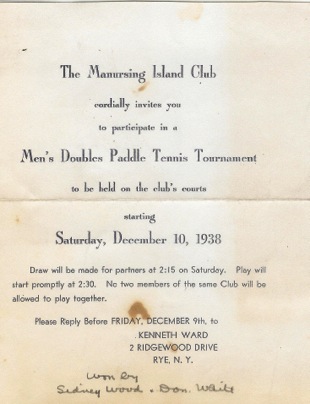 The Manursing Island Club
cordially invites you
to participate in a
Men's Doubles Paddle Tennis Tournament
to be held on the club's courts
starting
Saturday, December 10, 1938
Draw will be made for partners at 2:15 on Saturday. Play will
start promptly at 2:30. No two members of the same Club will be
allowed to play together.
Please Reply Before FRIDAY, DECEMBER 9th, to
KENNETH WARD
2 RIDGEWOOD DRIVE
RYE, N. Y.
Won by
Sidney Wood - Don. White